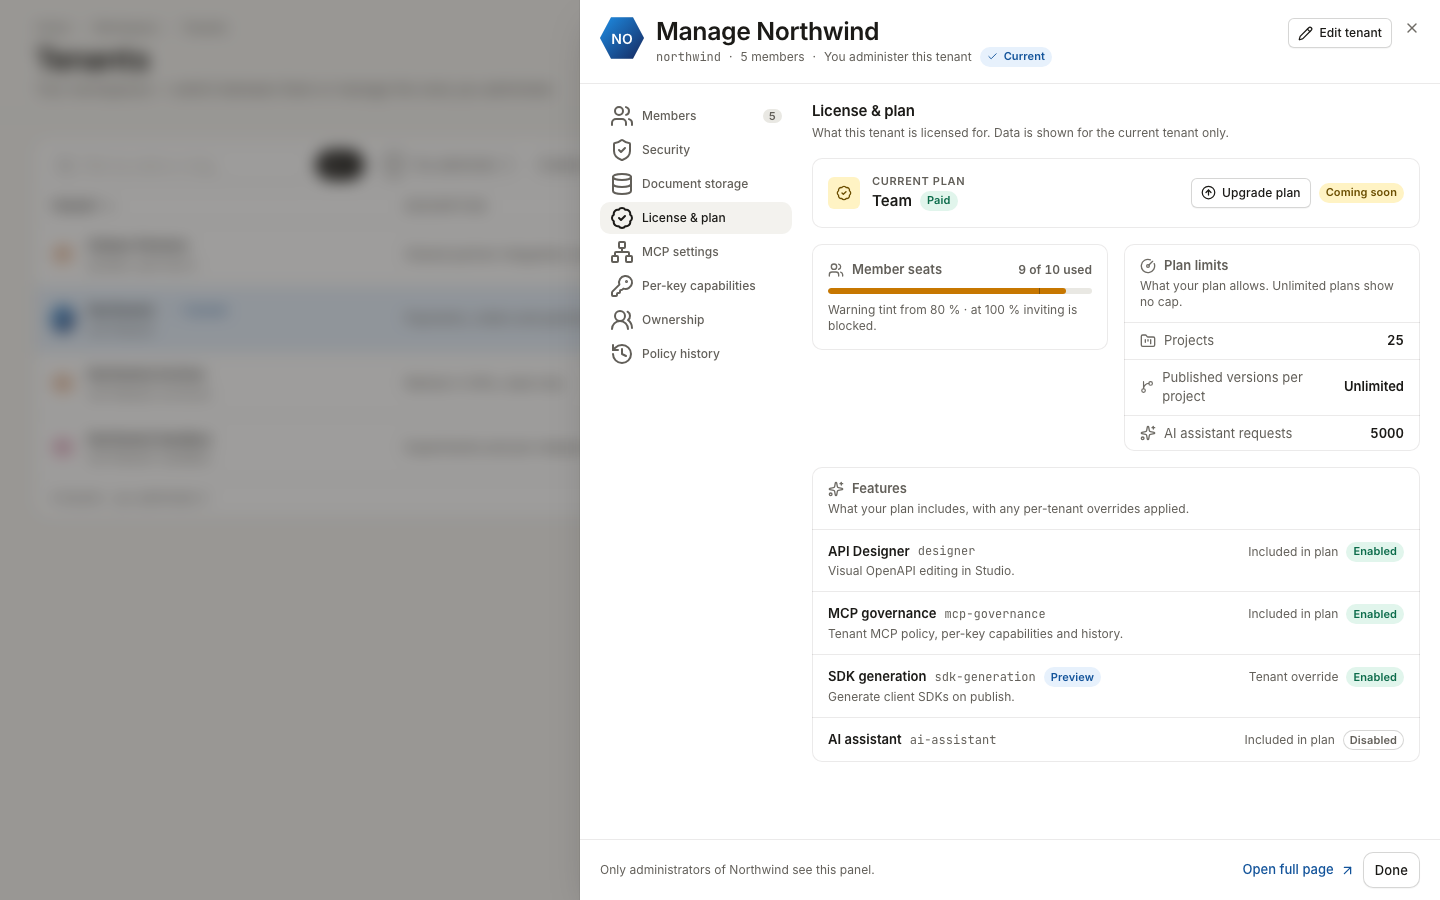 NO
Manage Northwind
northwind · 5 members · You administer this tenant Current
Edit tenant
Members 5
Security
Document storage
License & plan
MCP settings
Per-key capabilities
Ownership
Policy history
License & plan
What this tenant is licensed for. Data is shown for the current tenant only.
CURRENT PLAN
Team Paid
Upgrade plan Coming soon
Member seats 9 of 10 used
Warning tint from 80 % · at 100 % inviting is
blocked.
Plan limits
What your plan allows. Unlimited plans show
no cap.
Projects 25
Published versions per
project Unlimited
AI assistant requests 5000
Features
What your plan includes, with any per-tenant overrides applied.
API Designer designer Included in plan Enabled
Visual OpenAPI editing in Studio.
MCP governance mcp-governance Included in plan Enabled
Tenant MCP policy, per-key capabilities and history.
SDK generation sdk-generation Preview Tenant override Enabled
Generate client SDKs on publish.
AI assistant ai-assistant Included in plan Disabled
Only administrators of Northwind see this panel.
Open full page Done
Tenants